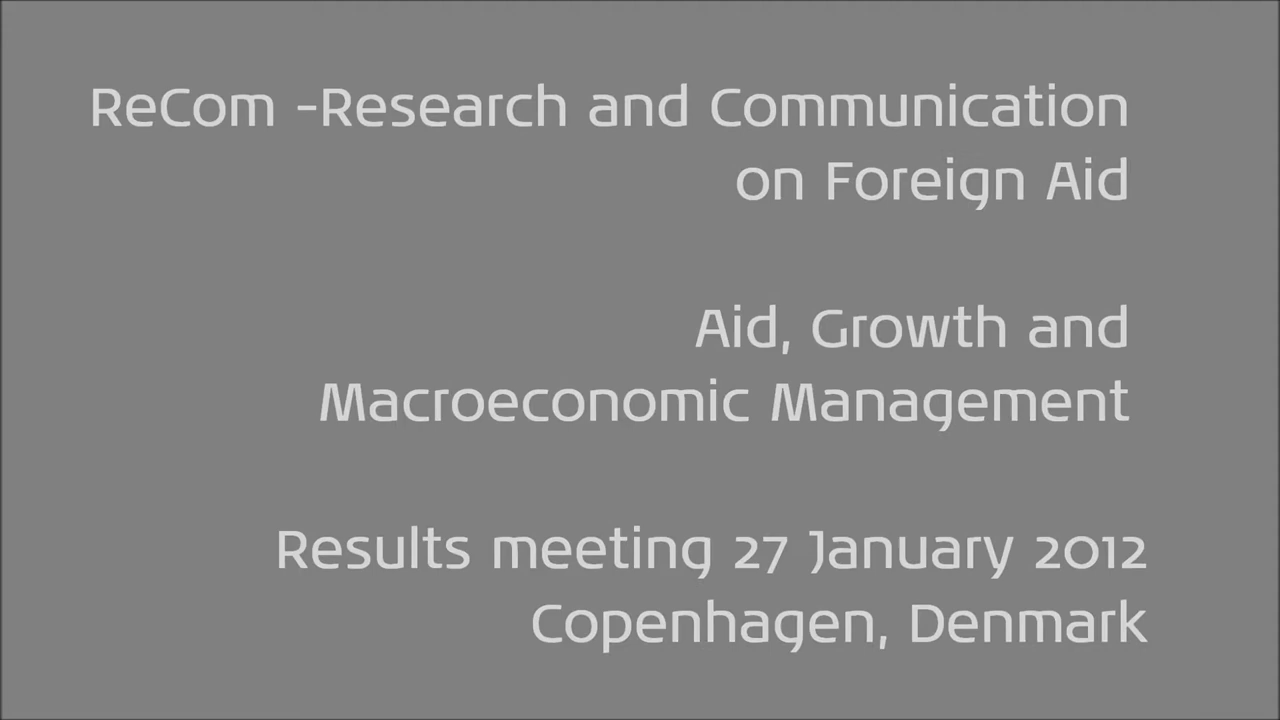 ReCom -Research and Communication
on Foreign Aid
Aid, Growth and
Macroeconomic Management
Results meeting 27 January 2012
Copenhagen, Denmark